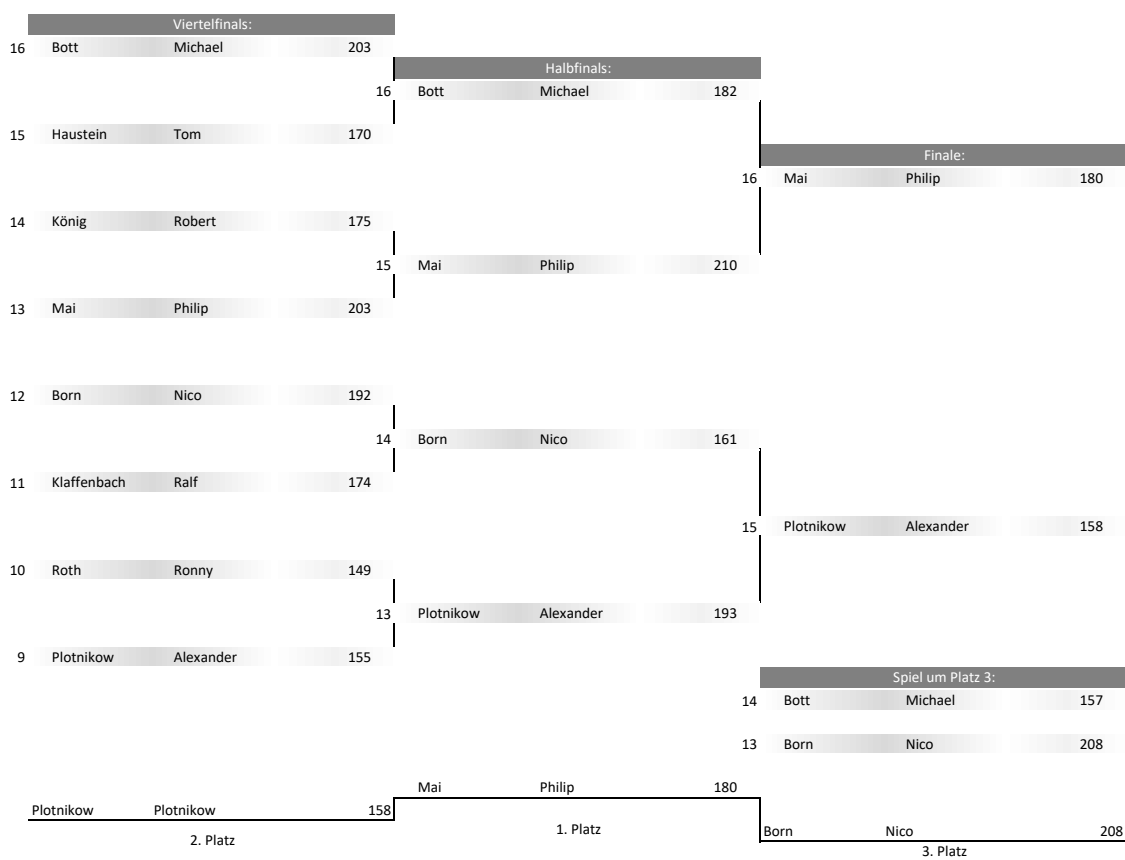 Viertelfinals:
16 Bott Michael 203
Halbfinals:
16 Bott Michael 182
15 Haustein Tom 170
Finale:
16 Mai Philip 180
14 König Robert 175
15 Mai Philip 210
13 Mai Philip 203
12 Born Nico 192
14 Born Nico 161
11 Klaffenbach Ralf 174
15 Plotnikow Alexander 158
10 Roth Ronny 149
13 Plotnikow Alexander 193
9 Plotnikow Alexander 155
Spiel um Platz 3:
14 Bott Michael 157
13 Born Nico 208
Mai Philip 180
Plotnikow Plotnikow 158
1. Platz
Born Nico 208
2. Platz
3. Platz